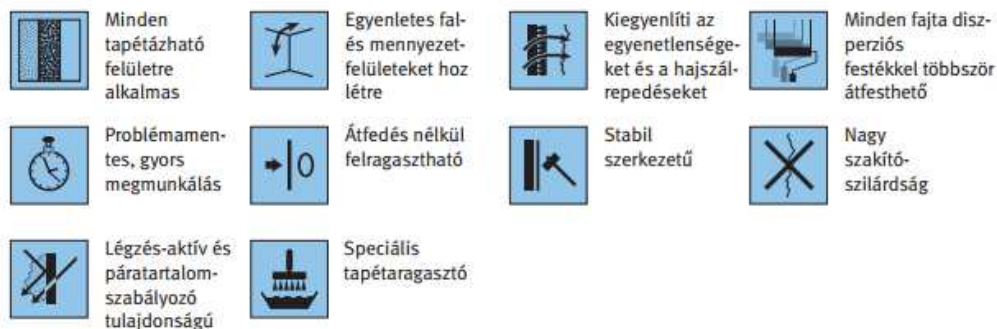 Minden
tapétázható
felületre
alkalmas
Egyenletes fal-
és mennyezet-
felületeket hoz
létre
Kiegyenlíti az
egyenetlensége-
ket és a hajszál-
repedéseket
Minden fajta disz-
perziós
festékkel többször
átfesthető
Problémamen-
tes, gyors
megmunkálás
Átfedés nélkül
felragasztható
Stabil
szerkezetű
Nagy
szakító-
szilárdság
Légzés-aktív és
páratartalom-
szabályozó
tulajdonságú
Speciális
tapétaragasztó